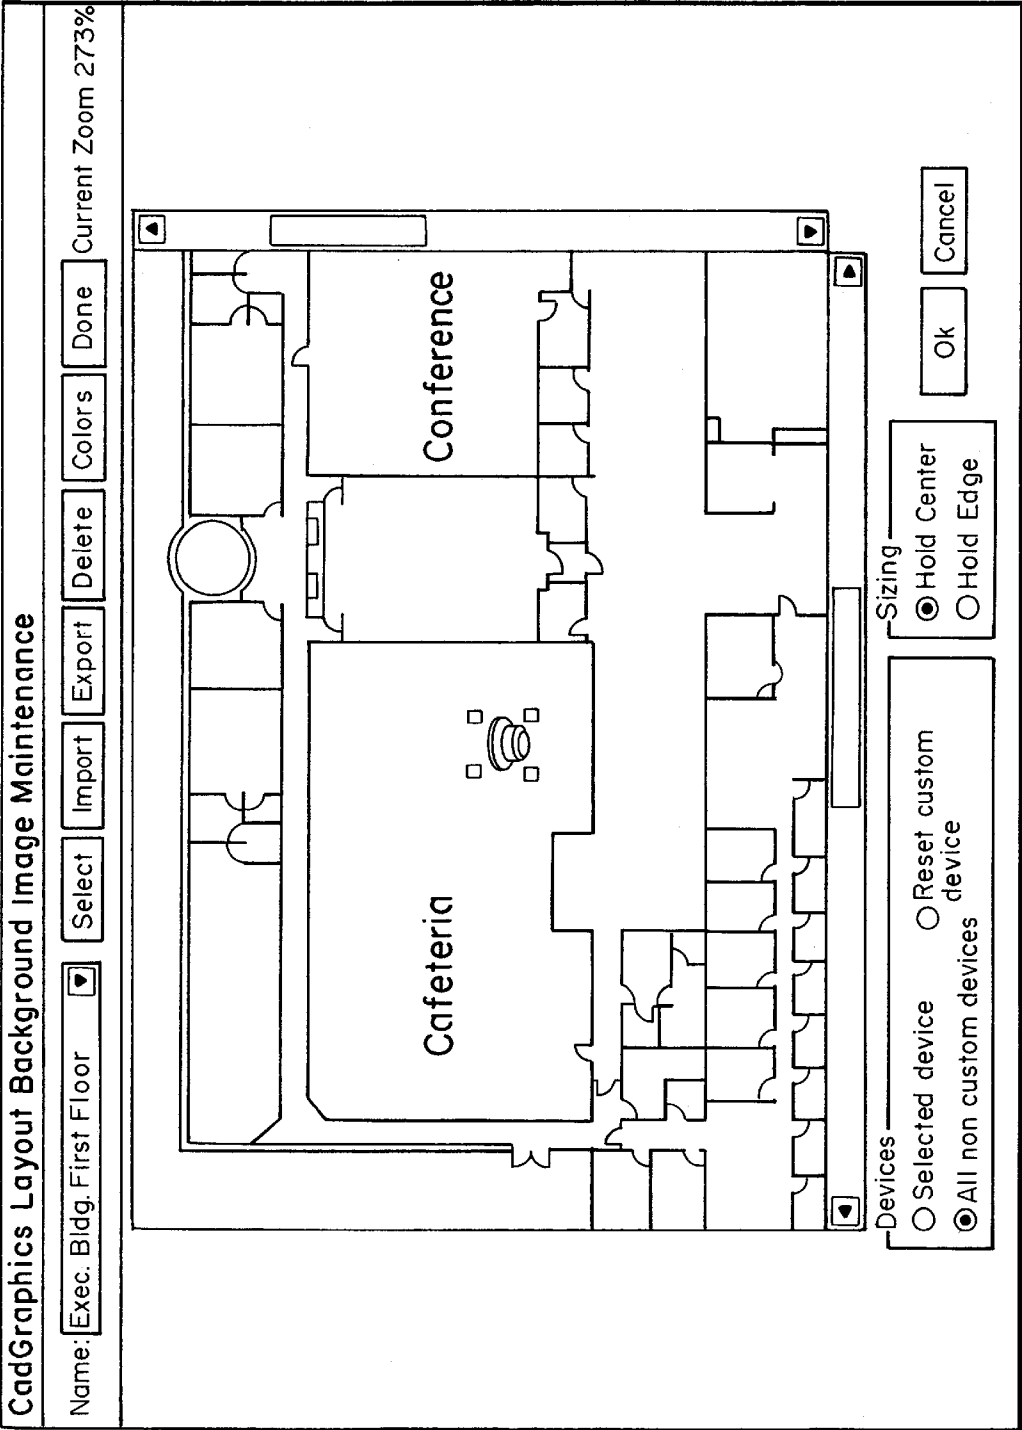 CadGraphics Layout Background Image Maintenance
Name: Exec. Bldg. First Floor Select Import Export Delete Colors Done Current Zoom 273%
Cafeteria Conference
Devices
Selected device Reset custom
device
All non custom devices
Sizing
Hold Center
Hold Edge
Ok Cancel